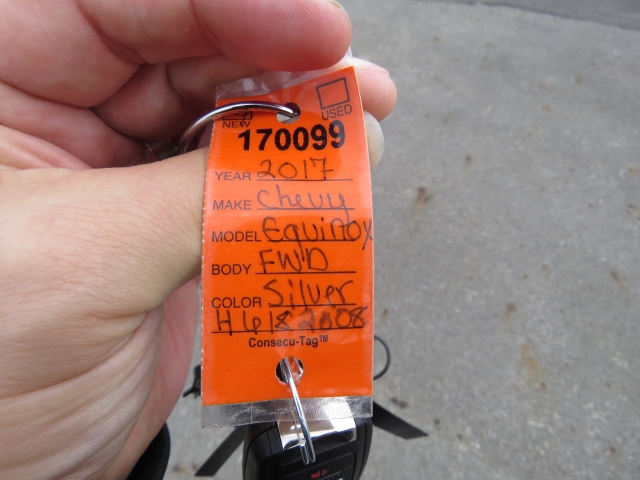 NEW
USED
170099
YEAR 2017
MAKE Chevy
MODEL Equinox
BODY FWD
COLOR Silver
H6182008
Consecu-Tag™